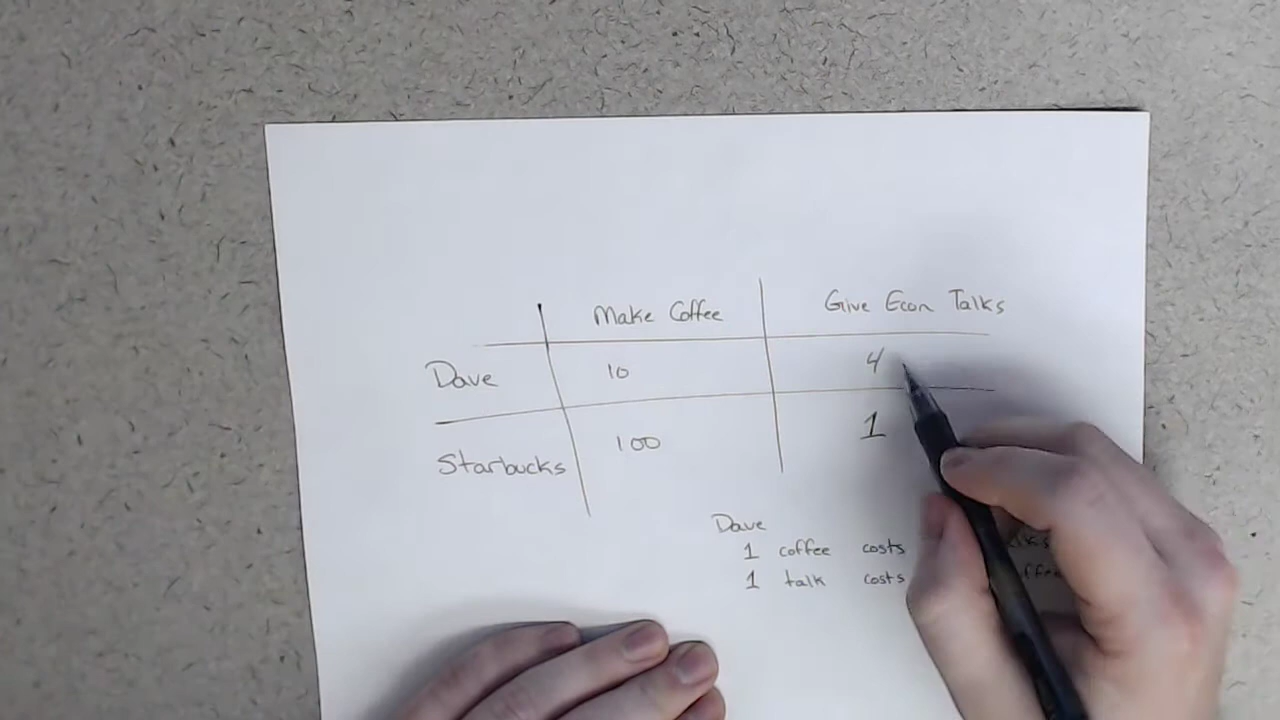 Make Coffee Give Econ Talks
Dave 10 4
Starbucks 100 1
Dave
1 coffee costs
1 talk costs